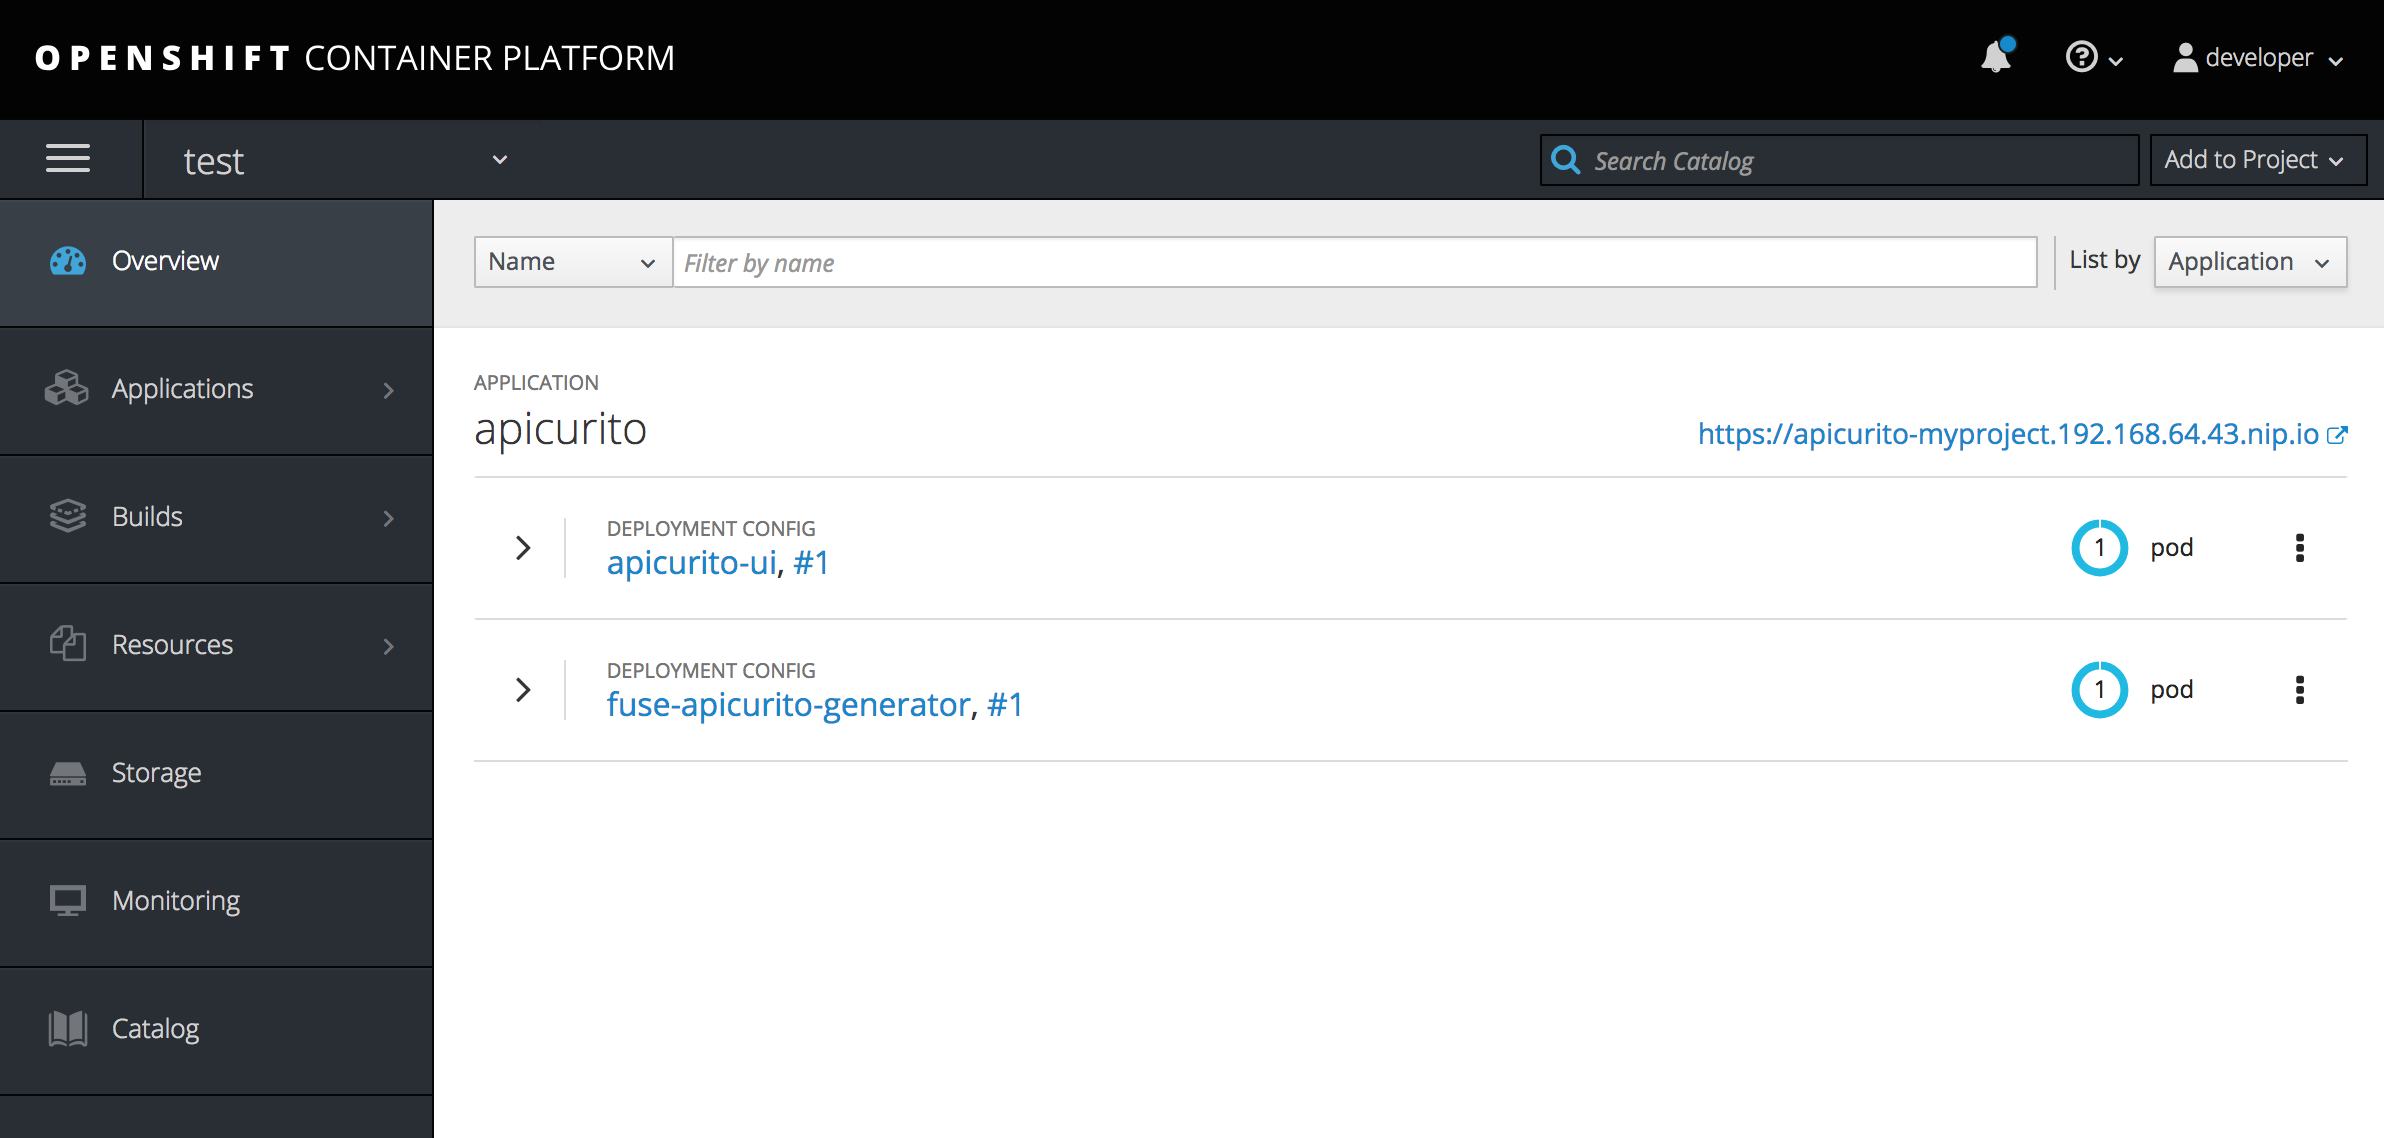 OPENSHIFT CONTAINER PLATFORM
developer
test
Search Catalog
Add to Project
Overview
Applications
Builds
Resources
Storage
Monitoring
Catalog
Name
Filter by name
List by
Application
APPLICATION
apicurito
https://apicurito-myproject.192.168.64.43.nip.io
DEPLOYMENT CONFIG
apicurito-ui, #1
1 pod
DEPLOYMENT CONFIG
fuse-apicurito-generator, #1
1 pod